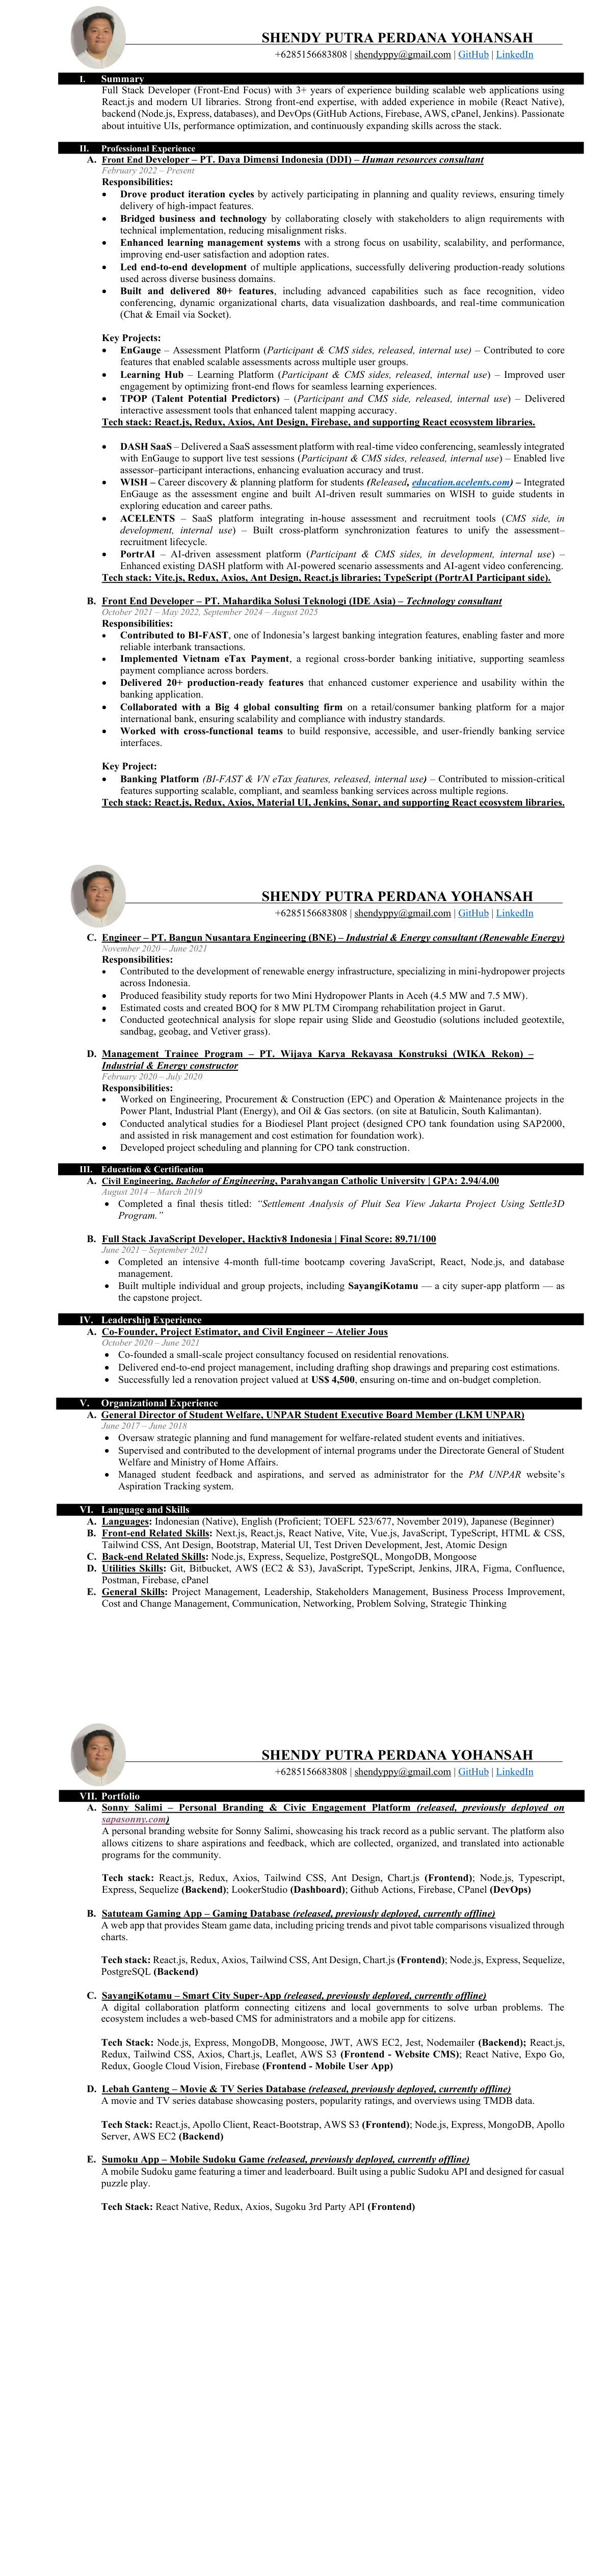 SHENDY PUTRA PERDANA YOHANSAH
+6285156683808 | shendyppy@gmail.com | GitHub | LinkedIn
I. Summary
Full Stack Developer (Front-End Focus) with 3+ years of experience building scalable web applications using
React.js and modern UI libraries. Strong front-end expertise, with added experience in mobile (React Native),
backend (Node.js, Express, databases), and DevOps (GitHub Actions, Firebase, AWS, cPanel, Jenkins). Passionate
about intuitive UIs, performance optimization, and continuously expanding skills across the stack.
II. Professional Experience
A. Front End Developer – PT. Daya Dimensi Indonesia (DDI) – Human resources consultant
February 2022 – Present
Responsibilities:
• Drove product iteration cycles by actively participating in planning and quality reviews, ensuring timely
delivery of high-impact features.
• Bridged business and technology by collaborating closely with stakeholders to align requirements with
technical implementation, reducing misalignment risks.
• Enhanced learning management systems with a strong focus on usability, scalability, and performance,
improving end-user satisfaction and adoption rates.
• Led end-to-end development of multiple applications, successfully delivering production-ready solutions
used across diverse business domains.
• Built and delivered 80+ features, including advanced capabilities such as face recognition, video
conferencing, dynamic organizational charts, data visualization dashboards, and real-time communication
(Chat & Email via Socket).
Key Projects:
• EnGauge – Assessment Platform (Participant & CMS sides, released, internal use) – Contributed to core
features that enabled scalable assessments across multiple user groups.
• Learning Hub – Learning Platform (Participant & CMS sides, released, internal use) – Improved user
engagement by optimizing front-end flows for seamless learning experiences.
• TPOP (Talent Potential Predictors) – (Participant and CMS side, released, internal use) – Delivered
interactive assessment tools that enhanced talent mapping accuracy.
Tech stack: React.js, Redux, Axios, Ant Design, Firebase, and supporting React ecosystem libraries.
• DASH SaaS – Delivered a SaaS assessment platform with real-time video conferencing, seamlessly integrated
with EnGauge to support live test sessions (Participant & CMS sides, released, internal use) – Enabled live
assessor–participant interactions, enhancing evaluation accuracy and trust.
• WISH – Career discovery & planning platform for students (Released, education.acelents.com) – Integrated
EnGauge as the assessment engine and built AI-driven result summaries on WISH to guide students in
exploring education and career paths.
• ACELENTS – SaaS platform integrating in-house assessment and recruitment tools (CMS side, in
development, internal use) – Built cross-platform synchronization features to unify the assessment–
recruitment lifecycle.
• PortrAI – AI-driven assessment platform (Participant & CMS sides, in development, internal use) –
Enhanced existing DASH platform with AI-powered scenario assessments and AI-agent video conferencing.
Tech stack: Vite.js, Redux, Axios, Ant Design, React.js libraries; TypeScript (PortrAI Participant side).
B. Front End Developer – PT. Mahardika Solusi Teknologi (IDE Asia) – Technology consultant
October 2021 – May 2022, September 2024 – August 2025
Responsibilities:
• Contributed to BI-FAST, one of Indonesia's largest banking integration features, enabling faster and more
reliable interbank transactions.
• Implemented Vietnam eTax Payment, a regional cross-border banking initiative, supporting seamless
payment compliance across borders.
• Delivered 20+ production-ready features that enhanced customer experience and usability within the
banking application.
• Collaborated with a Big 4 global consulting firm on a retail/consumer banking platform for a major
international bank, ensuring scalability and compliance with industry standards.
• Worked with cross-functional teams to build responsive, accessible, and user-friendly banking service
interfaces.
Key Project:
• Banking Platform (BI-FAST & VN eTax features, released, internal use) – Contributed to mission-critical
features supporting scalable, compliant, and seamless banking services across multiple regions.
Tech stack: React.js, Redux, Axios, Material UI, Jenkins, Sonar, and supporting React ecosystem libraries.
SHENDY PUTRA PERDANA YOHANSAH
+6285156683808 | shendyppy@gmail.com | GitHub | LinkedIn
C. Engineer – PT. Bangun Nusantara Engineering (BNE) – Industrial & Energy consultant (Renewable Energy)
November 2020 – June 2021
Responsibilities:
• Contributed to the development of renewable energy infrastructure, specializing in mini-hydropower projects
across Indonesia.
• Produced feasibility study reports for two Mini Hydropower Plants in Aceh (4.5 MW and 7.5 MW).
• Estimated costs and created BOQ for 8 MW PLTM Cirompang rehabilitation project in Garut.
• Conducted geotechnical analysis for slope repair using Slide and Geostudio (solutions included geotextile,
sandbag, geobag, and Vetiver grass).
D. Management Trainee Program – PT. Wijaya Karya Rekayasa Konstruksi (WIKA Rekon) –
Industrial & Energy constructor
February 2020 – July 2020
Responsibilities:
• Worked on Engineering, Procurement & Construction (EPC) and Operation & Maintenance projects in the
Power Plant, Industrial Plant (Energy), and Oil & Gas sectors. (on site at Batulicin, South Kalimantan).
• Conducted analytical studies for a Biodiesel Plant project (designed CPO tank foundation using SAP2000,
and assisted in risk management and cost estimation for foundation work).
• Developed project scheduling and planning for CPO tank construction.
III. Education & Certification
A. Civil Engineering, Bachelor of Engineering, Parahyangan Catholic University | GPA: 2.94/4.00
August 2014 – March 2019
• Completed a final thesis titled: “Settlement Analysis of Pluit Sea View Jakarta Project Using Settle3D
Program.”
B. Full Stack JavaScript Developer, Hacktiv8 Indonesia | Final Score: 89.71/100
June 2021 – September 2021
• Completed an intensive 4-month full-time bootcamp covering JavaScript, React, Node.js, and database
management.
• Built multiple individual and group projects, including SayangiKotamu — a city super-app platform — as
the capstone project.
IV. Leadership Experience
A. Co-Founder, Project Estimator, and Civil Engineer – Atelier Jous
October 2020 – June 2021
• Co-founded a small-scale project consultancy focused on residential renovations.
• Delivered end-to-end project management, including drafting shop drawings and preparing cost estimations.
• Successfully led a renovation project valued at US$ 4,500, ensuring on-time and on-budget completion.
V. Organizational Experience
A. General Director of Student Welfare, UNPAR Student Executive Board Member (LKM UNPAR)
June 2017 – June 2018
• Oversaw strategic planning and fund management for welfare-related student events and initiatives.
• Supervised and contributed to the development of internal programs under the Directorate General of Student
Welfare and Ministry of Home Affairs.
• Managed student feedback and aspirations, and served as administrator for the PM UNPAR website's
Aspiration Tracking system.
VI. Language and Skills
A. Languages: Indonesian (Native), English (Proficient; TOEFL 523/677, November 2019), Japanese (Beginner)
B. Front-end Related Skills: Next.js, React.js, React Native, Vite, Vue.js, JavaScript, TypeScript, HTML & CSS,
Tailwind CSS, Ant Design, Bootstrap, Material UI, Test Driven Development, Jest, Atomic Design
C. Back-end Related Skills: Node.js, Express, Sequelize, PostgreSQL, MongoDB, Mongoose
D. Utilities Skills: Git, Bitbucket, AWS (EC2 & S3), JavaScript, TypeScript, Jenkins, JIRA, Figma, Confluence,
Postman, Firebase, cPanel
E. General Skills: Project Management, Leadership, Stakeholders Management, Business Process Improvement,
Cost and Change Management, Communication, Networking, Problem Solving, Strategic Thinking
SHENDY PUTRA PERDANA YOHANSAH
+6285156683808 | shendyppy@gmail.com | GitHub | LinkedIn
VII. Portfolio
A. Sonny Salimi – Personal Branding & Civic Engagement Platform (released, previously deployed on
sapasonny.com)
A personal branding website for Sonny Salimi, showcasing his track record as a public servant. The platform also
allows citizens to share aspirations and feedback, which are collected, organized, and translated into actionable
programs for the community.
Tech stack: React.js, Redux, Axios, Tailwind CSS, Ant Design, Chart.js (Frontend); Node.js, Typescript,
Express, Sequelize (Backend); LookerStudio (Dashboard); Github Actions, Firebase, CPanel (DevOps)
B. Satuteam Gaming App – Gaming Database (released, previously deployed, currently offline)
A web app that provides Steam game data, including pricing trends and pivot table comparisons visualized through
charts.
Tech stack: React.js, Redux, Axios, Tailwind CSS, Ant Design, Chart.js (Frontend); Node.js, Express, Sequelize,
PostgreSQL (Backend)
C. SayangiKotamu – Smart City Super-App (released, previously deployed, currently offline)
A digital collaboration platform connecting citizens and local governments to solve urban problems. The
ecosystem includes a web-based CMS for administrators and a mobile app for citizens.
Tech Stack: Node.js, Express, MongoDB, Mongoose, JWT, AWS EC2, Jest, Nodemailer (Backend); React.js,
Redux, Tailwind CSS, Axios, Chart.js, Leaflet, AWS S3 (Frontend - Website CMS); React Native, Expo Go,
Redux, Google Cloud Vision, Firebase (Frontend - Mobile User App)
D. Lebah Ganteng – Movie & TV Series Database (released, previously deployed, currently offline)
A movie and TV series database showcasing posters, popularity ratings, and overviews using TMDB data.
Tech Stack: React.js, Apollo Client, React-Bootstrap, AWS S3 (Frontend); Node.js, Express, MongoDB, Apollo
Server, AWS EC2 (Backend)
E. Sumoku App – Mobile Sudoku Game (released, previously deployed, currently offline)
A mobile Sudoku game featuring a timer and leaderboard. Built using a public Sudoku API and designed for casual
puzzle play.
Tech Stack: React Native, Redux, Axios, Sugoku 3rd Party API (Frontend)